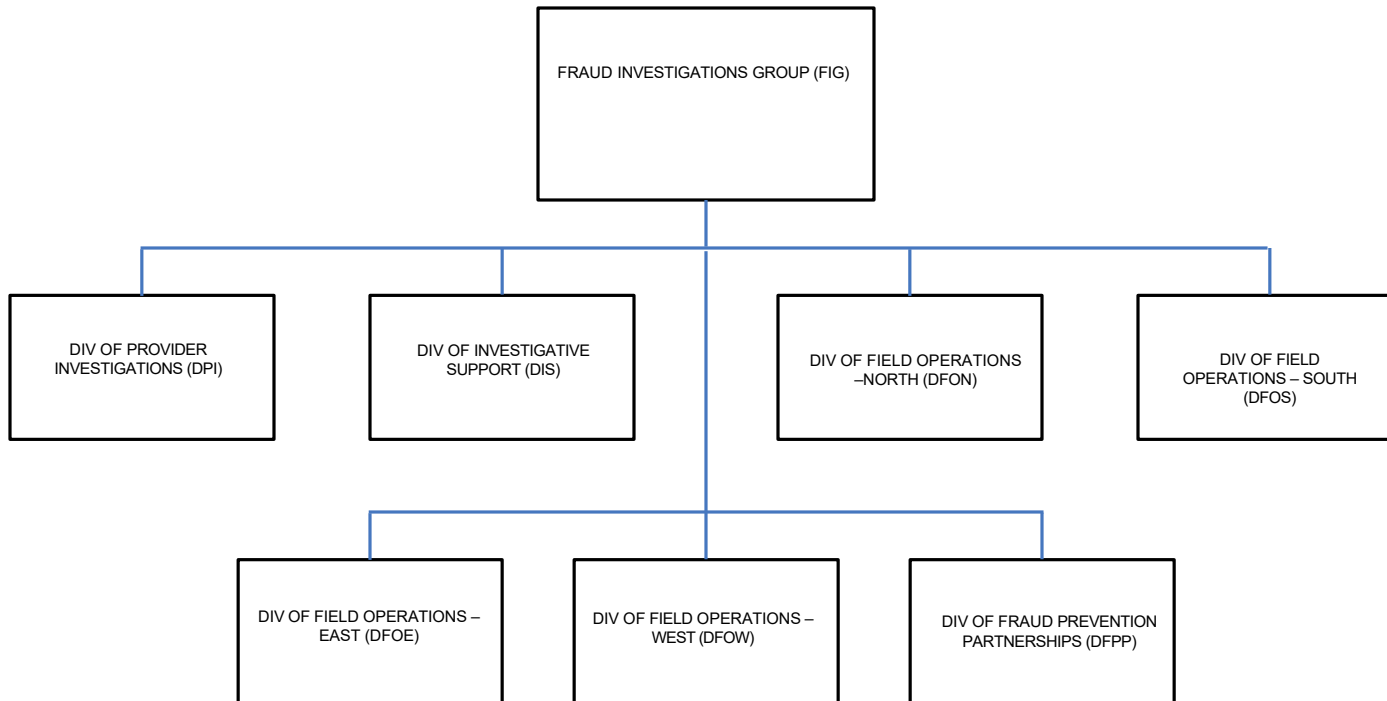 FRAUD INVESTIGATIONS GROUP (FIG)
DIV OF PROVIDER
INVESTIGATIONS (DPI)
DIV OF INVESTIGATIVE
SUPPORT (DIS)
DIV OF FIELD OPERATIONS
–NORTH (DFON)
DIV OF FIELD
OPERATIONS – SOUTH
(DFOS)
DIV OF FIELD OPERATIONS –
EAST (DFOE)
DIV OF FIELD OPERATIONS –
WEST (DFOW)
DIV OF FRAUD PREVENTION
PARTNERSHIPS (DFPP)